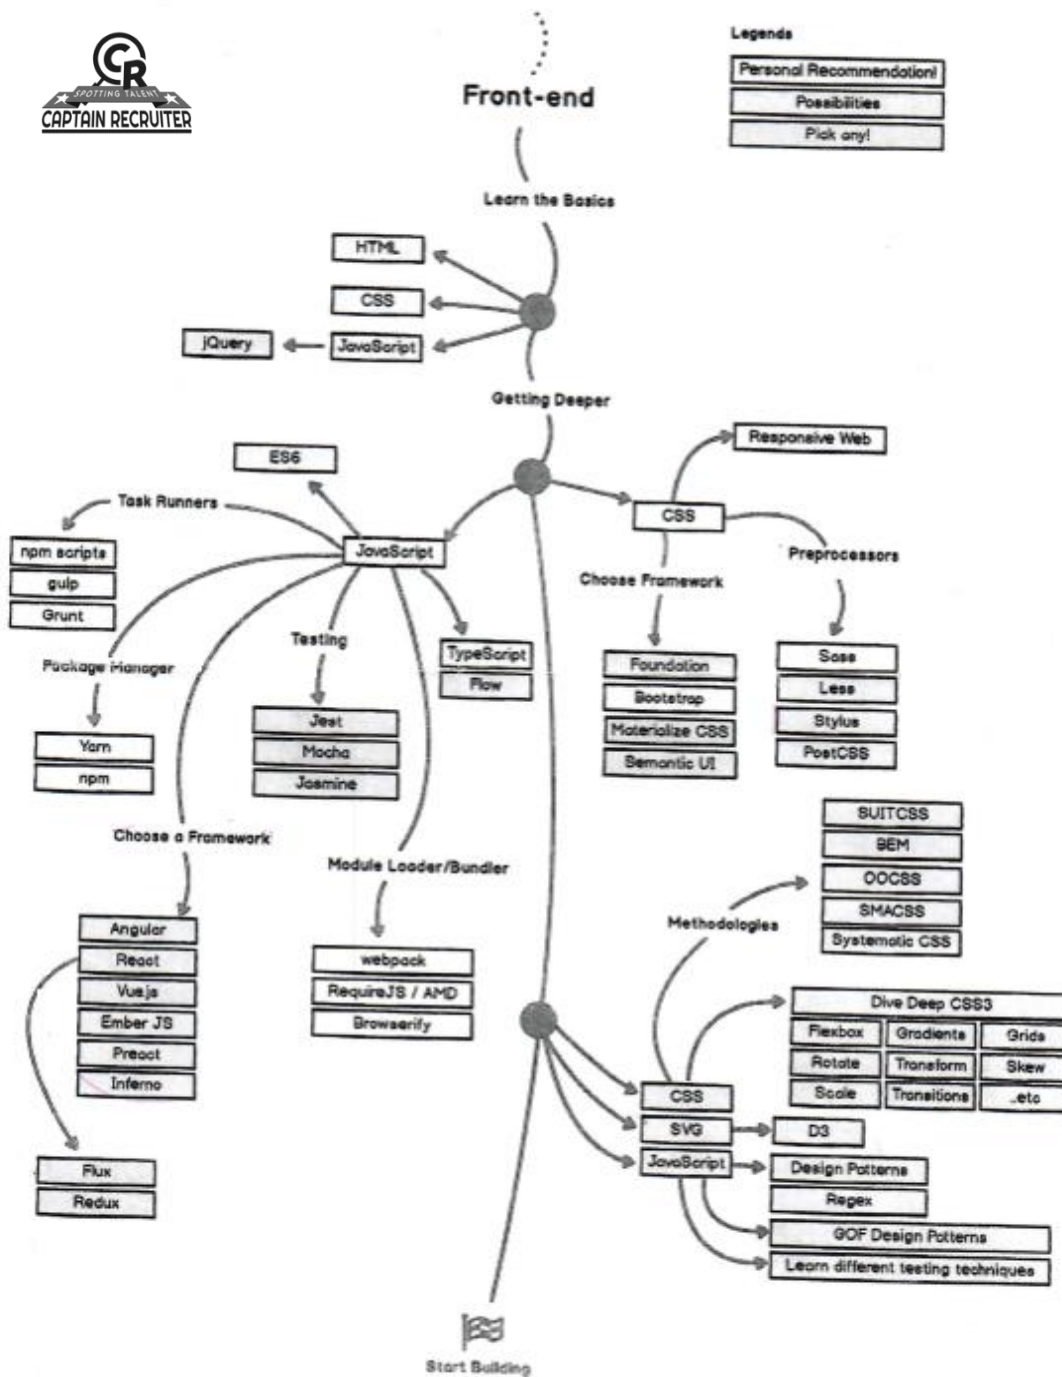 CR
SPOTTING TALENT
CAPTAIN RECRUITER
Legends
Personal Recommendation!
Possibilities
Pick any!
Front-end
Learn the Basics
HTML
CSS
jQuery
JavaScript
Getting Deeper
Responsive Web
ES6
Task Runners
CSS
npm scripts
gulp
Grunt
JavaScript
Preprocessors
Choose Framework
Testing
Package Manager
TypeScript
Flow
Foundation
Bootstrap
Materialize CSS
Semantic UI
Sass
Less
Stylus
PostCSS
Yarn
npm
Jest
Mocha
Jasmine
Choose a Framework
Module Loader/Bundler
SUITCSS
BEM
OOCSS
SMACSS
Systematic CSS
Methodologies
Angular
React
Vue.js
Ember JS
Preact
Inferno
webpack
RequireJS / AMD
Browserify
Dive Deep CSS3
Flexbox Gradients Grids
Rotate Transform Skew
Scale Transitions ..etc
CSS
SVG
D3
JavaScript
Design Patterns
Regex
GOF Design Patterns
Learn different testing techniques
Flux
Redux
Start Building